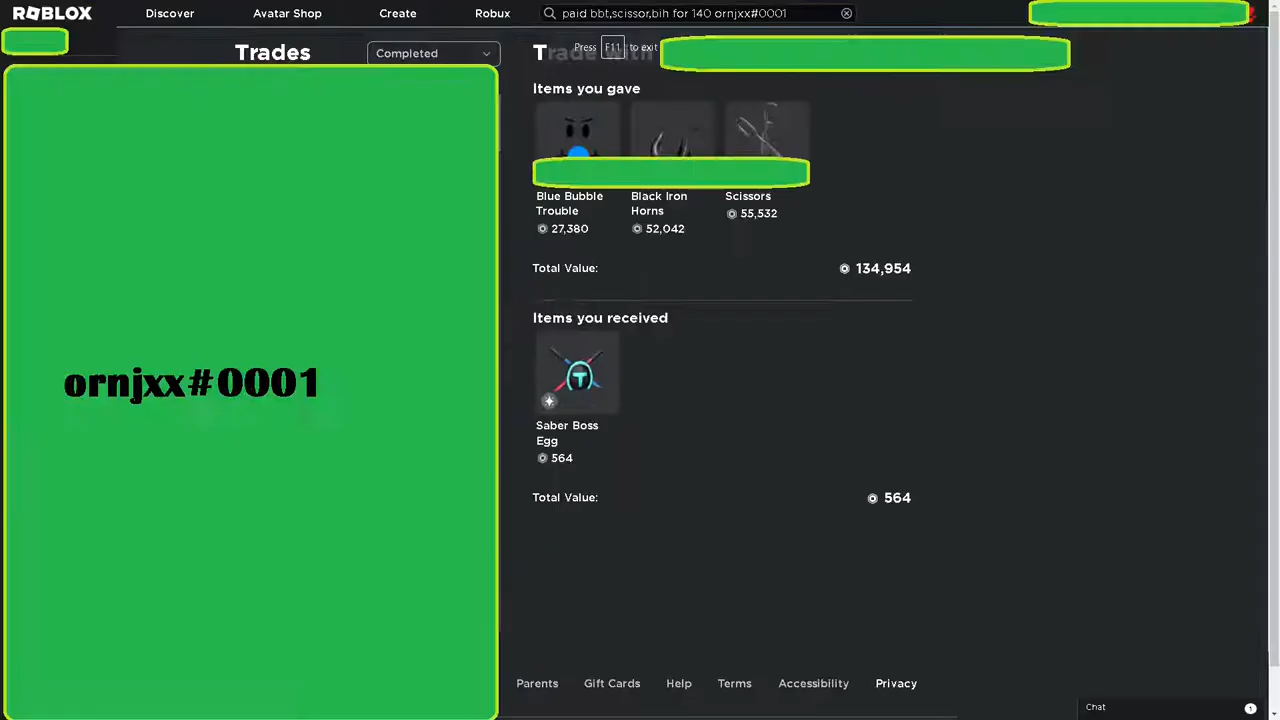 ROBLOX Discover Avatar Shop Create Robux paid bbt,scissor,bih for 140 ornjxx#0001
Trades Completed
Press F11 to exit
Trade with
Items you gave
Blue Bubble Trouble
27,380
Black Iron Horns
52,042
Scissors
55,532
Total Value: 134,954
Items you received
Saber Boss Egg
564
Total Value: 564
ornjxx#0001
Parents Gift Cards Help Terms Accessibility Privacy
Chat 1